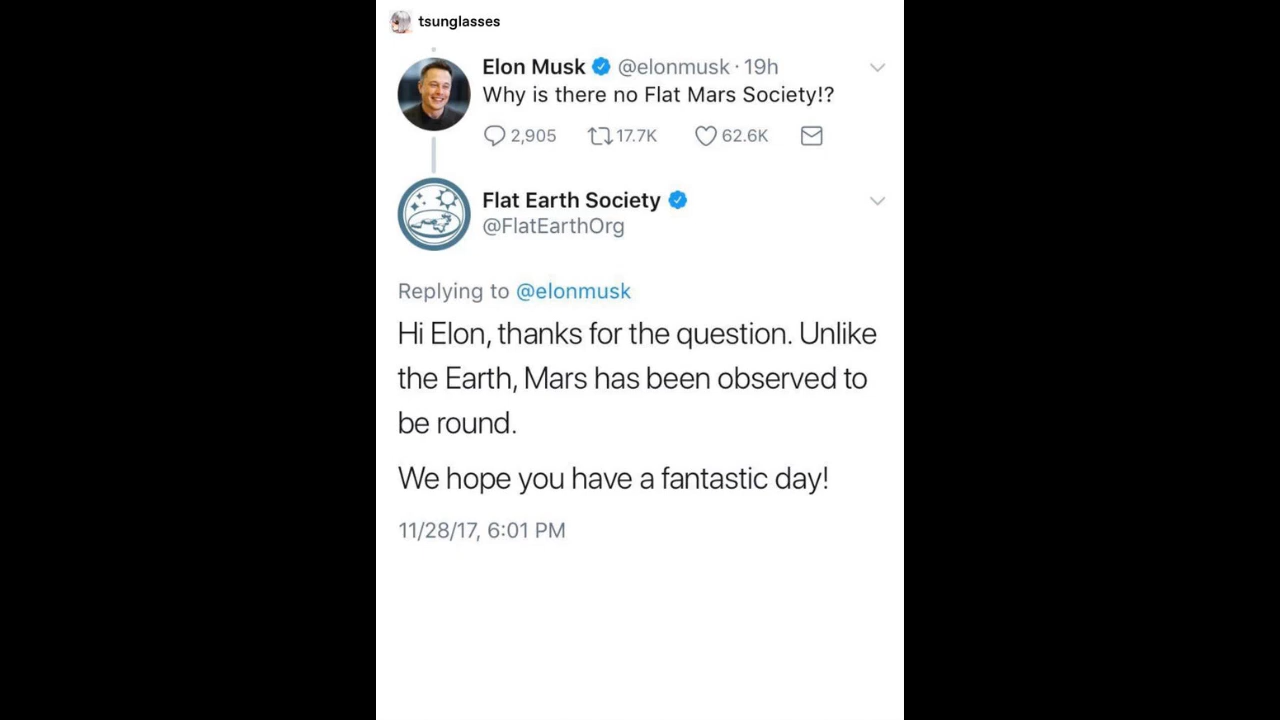 tsunglasses
Elon Musk @elonmusk · 19h
Why is there no Flat Mars Society!?
2,905 17.7K 62.6K
Flat Earth Society
@FlatEarthOrg
Replying to @elonmusk
Hi Elon, thanks for the question. Unlike
the Earth, Mars has been observed to
be round.
We hope you have a fantastic day!
11/28/17, 6:01 PM